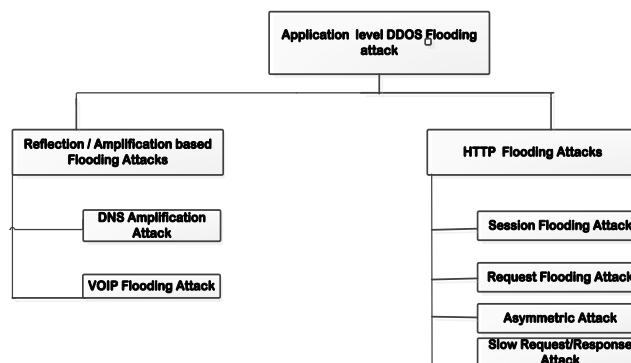 Application level DDOS Flooding
attack
Reflection / Amplification based
Flooding Attacks
HTTP Flooding Attacks
DNS Amplification
Attack
Session Flooding Attack
VOIP Flooding Attack
Request Flooding Attack
Asymmetric Attack
Slow Request/Response
Attack